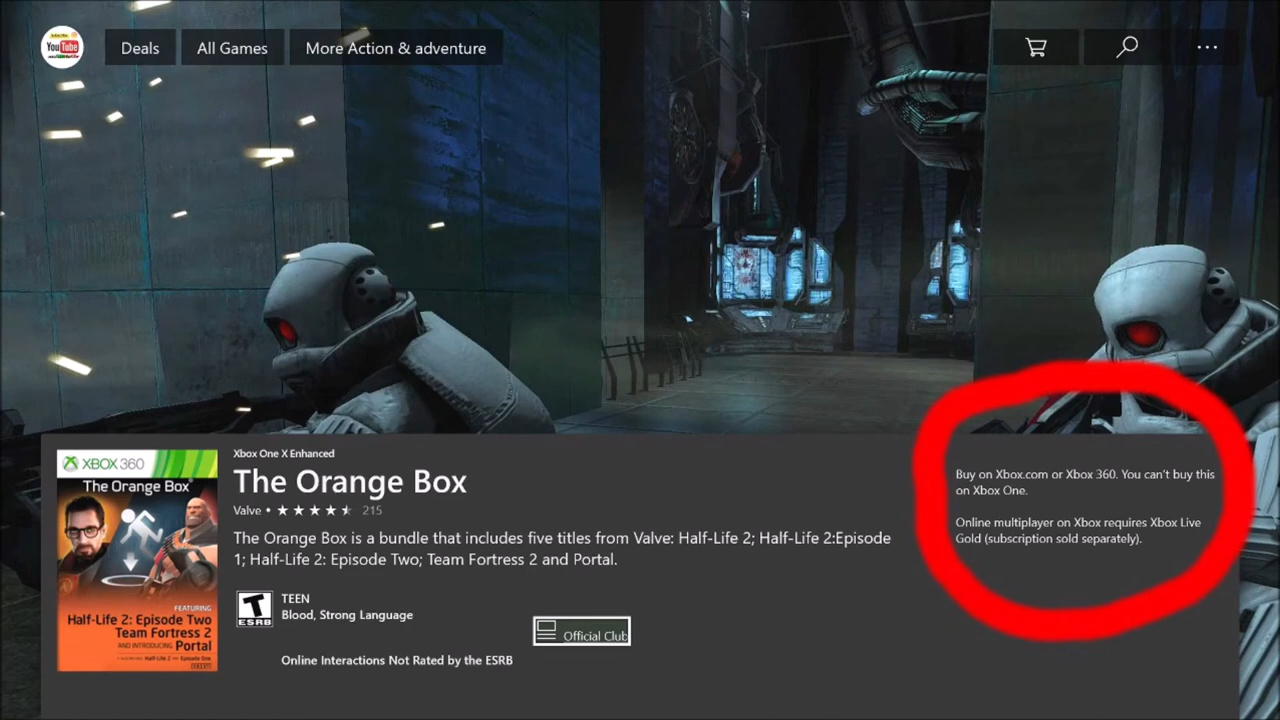 YouTube
Deals
All Games
More Action & adventure
...
XBOX 360
The Orange Box
FEATURING
Half-Life 2: Episode Two
Team Fortress 2
AND INTRODUCING Portal
Xbox One X Enhanced
The Orange Box
Valve • ★★★★ 215
The Orange Box is a bundle that includes five titles from Valve: Half-Life 2; Half-Life 2:Episode
1; Half-Life 2: Episode Two; Team Fortress 2 and Portal.
T
ESRB
TEEN
Blood, Strong Language
Official Club
Online Interactions Not Rated by the ESRB
Buy on Xbox.com or Xbox 360. You can't buy this
on Xbox One.
Online multiplayer on Xbox requires Xbox Live
Gold (subscription sold separately).